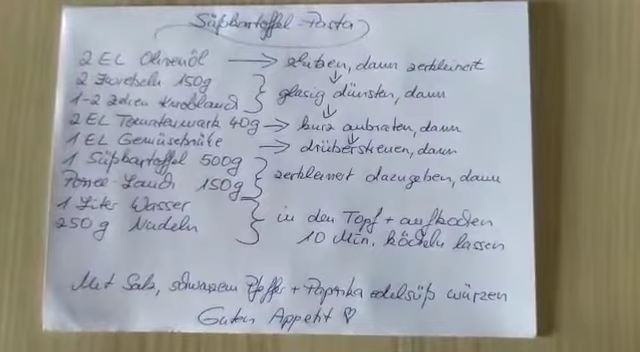 Süßkartoffel-Pasta
2 EL Olivenöl → erhitzen, dann zerkleinert
2 Zwiebeln 150g
1-2 Zehen Knoblauch } glasig dünsten, dann
2 EL Tomatenmark 40g → kurz anbraten, dann
1 EL Gemüsebrühe → drüberstreuen, dann
1 Süßkartoffel 500g
Porree-Lauch 150g } zerkleinert dazugeben, dann
1 Liter Wasser
250g Nudeln } in den Topf + aufkochen
10 Min. köcheln lassen
Mit Salz, schwarzem Pfeffer + Paprika edelsüß würzen
Guten Appetit ♡